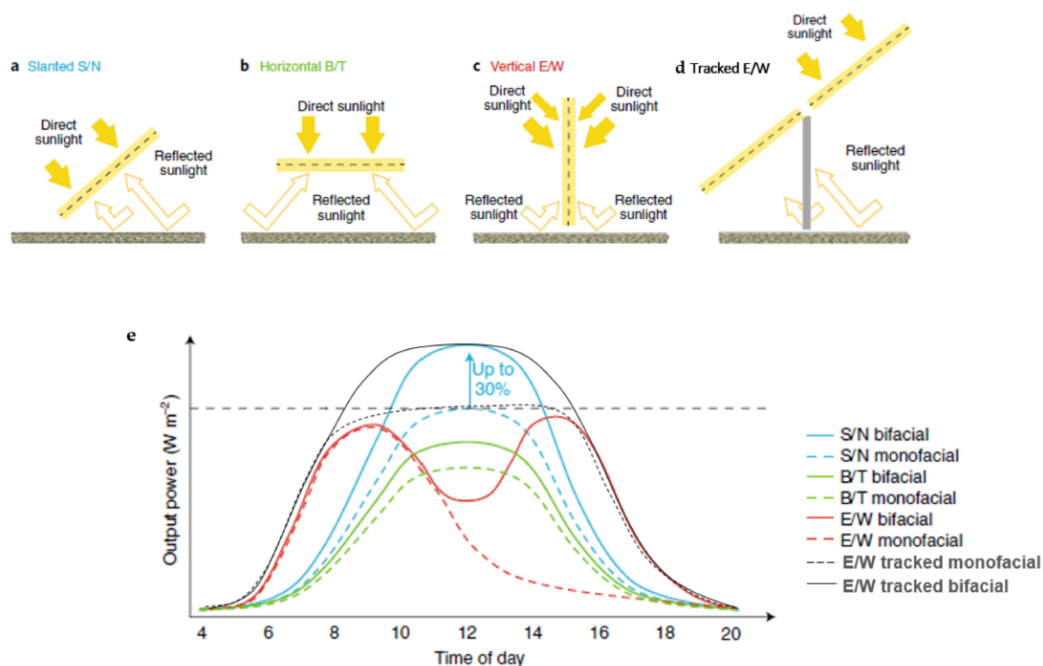 a Slanted S/N
b Horizontal B/T
c Vertical E/W
d Tracked E/W
Direct
sunlight
Reflected
sunlight
Direct sunlight
Reflected
sunlight
Direct
sunlight
Direct
sunlight
Reflected
sunlight
Reflected
sunlight
Direct
sunlight
Reflected
sunlight
e
Output power (W m⁻²)
Up to
30%
4 6 8 10 12 14 16 18 20
Time of day
S/N bifacial
S/N monofacial
B/T bifacial
B/T monofacial
E/W bifacial
E/W monofacial
E/W tracked monofacial
E/W tracked bifacial